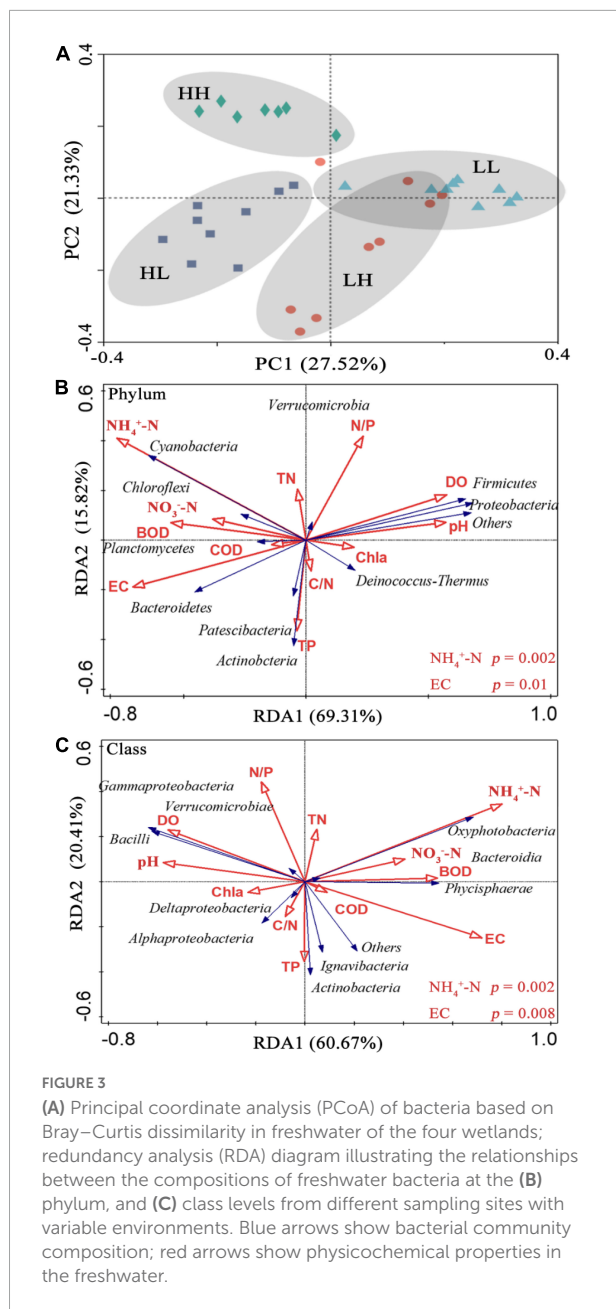 A
0.4
HH
LL
HL
LH
PC2 (21.33%)
-0.4
-0.4
PC1 (27.52%)
0.4
B
Phylum
0.6
Verrucomicrobia
NH₄⁺-N
N/P
Cyanobacteria
TN
DO
Firmicutes
Chloroflexi
Proteobacteria
NO₃⁻-N
Others
BOD
pH
Planctomycetes
COD
Chla
C/N
Deinococcus-Thermus
EC
Bacteroidetes
Patescibacteria
TP
Actinobcteria
NH₄⁺-N p = 0.002
EC p = 0.01
RDA2 (15.82%)
-0.6
-0.8
RDA1 (69.31%)
1.0
C
Class
0.6
N/P
Gammaproteobacteria
NH₄⁺-N
Verrucomicrobiae
TN
DO
Oxyphotobacteria
Bacilli
NO₃⁻-N
Bacteroidia
pH
BOD
Phycisphaerae
Chla
COD
Deltaproteobacteria
C/N
EC
Alphaproteobacteria
Others
TP
Ignavibacteria
Actinobacteria
NH₄⁺-N p = 0.002
EC p = 0.008
RDA2 (20.41%)
-0.6
-0.8
RDA1 (60.67%)
1.0
FIGURE 3
(A) Principal coordinate analysis (PCoA) of bacteria based on
Bray–Curtis dissimilarity in freshwater of the four wetlands;
redundancy analysis (RDA) diagram illustrating the relationships
between the compositions of freshwater bacteria at the (B)
phylum, and (C) class levels from different sampling sites with
variable environments. Blue arrows show bacterial community
composition; red arrows show physicochemical properties in
the freshwater.